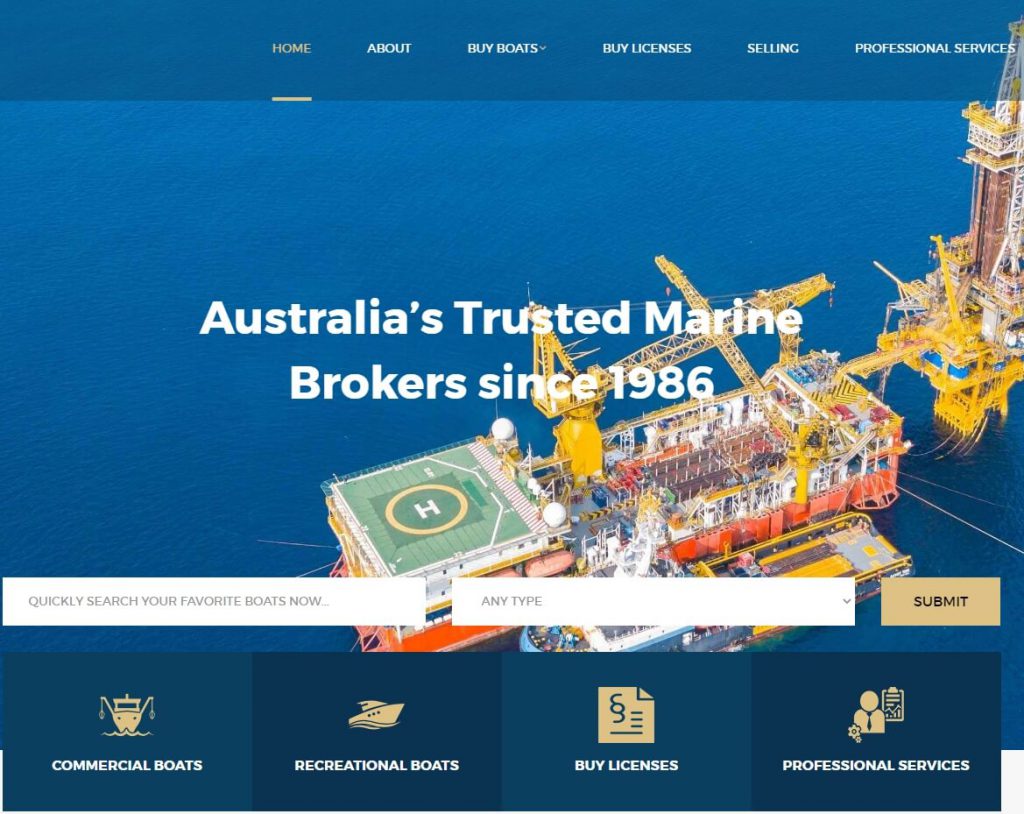 HOME ABOUT BUY BOATS BUY LICENSES SELLING PROFESSIONAL SERVICES
Australia’s Trusted Marine
Brokers since 1986
H
QUICKLY SEARCH YOUR FAVORITE BOATS NOW... ANY TYPE SUBMIT
§
COMMERCIAL BOATS RECREATIONAL BOATS BUY LICENSES PROFESSIONAL SERVICES